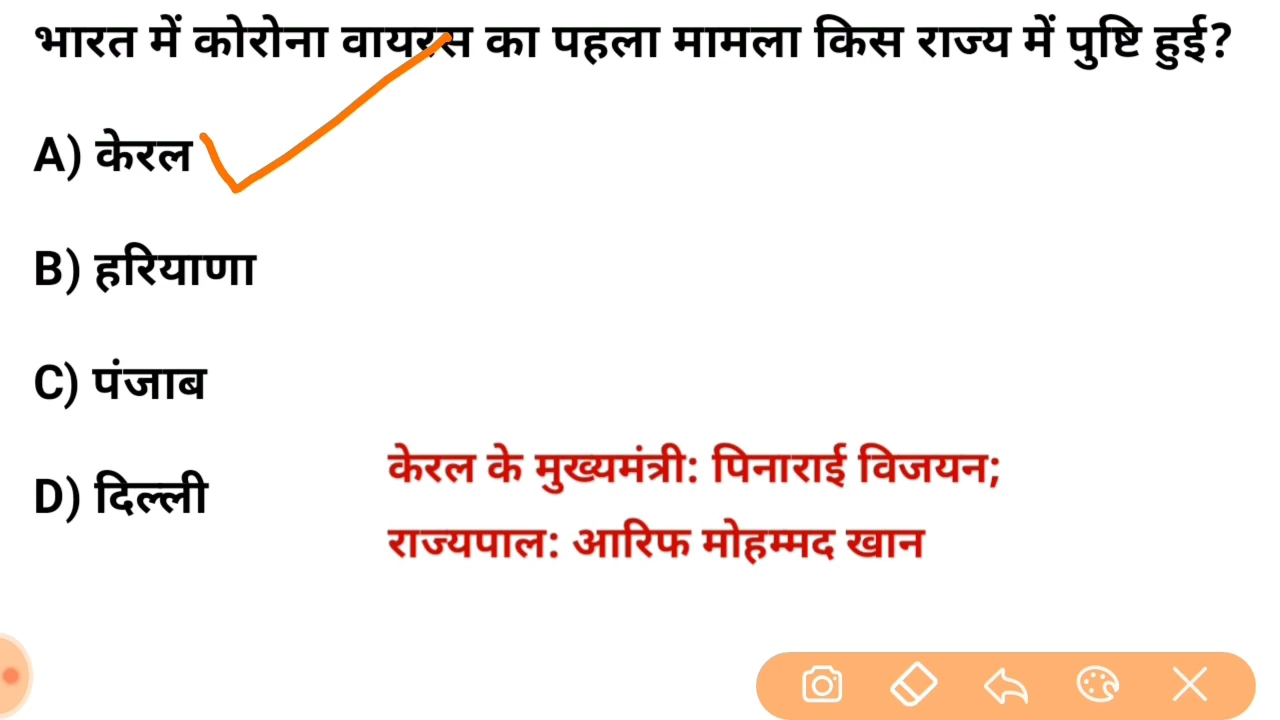 भारत में कोरोना वायरस का पहला मामला किस राज्य में पुष्टि हुई?
A) केरल
B) हरियाणा
C) पंजाब
D) दिल्ली
केरल के मुख्यमंत्री: पिनाराई विजयन;
राज्यपाल: आरिफ मोहम्मद खान